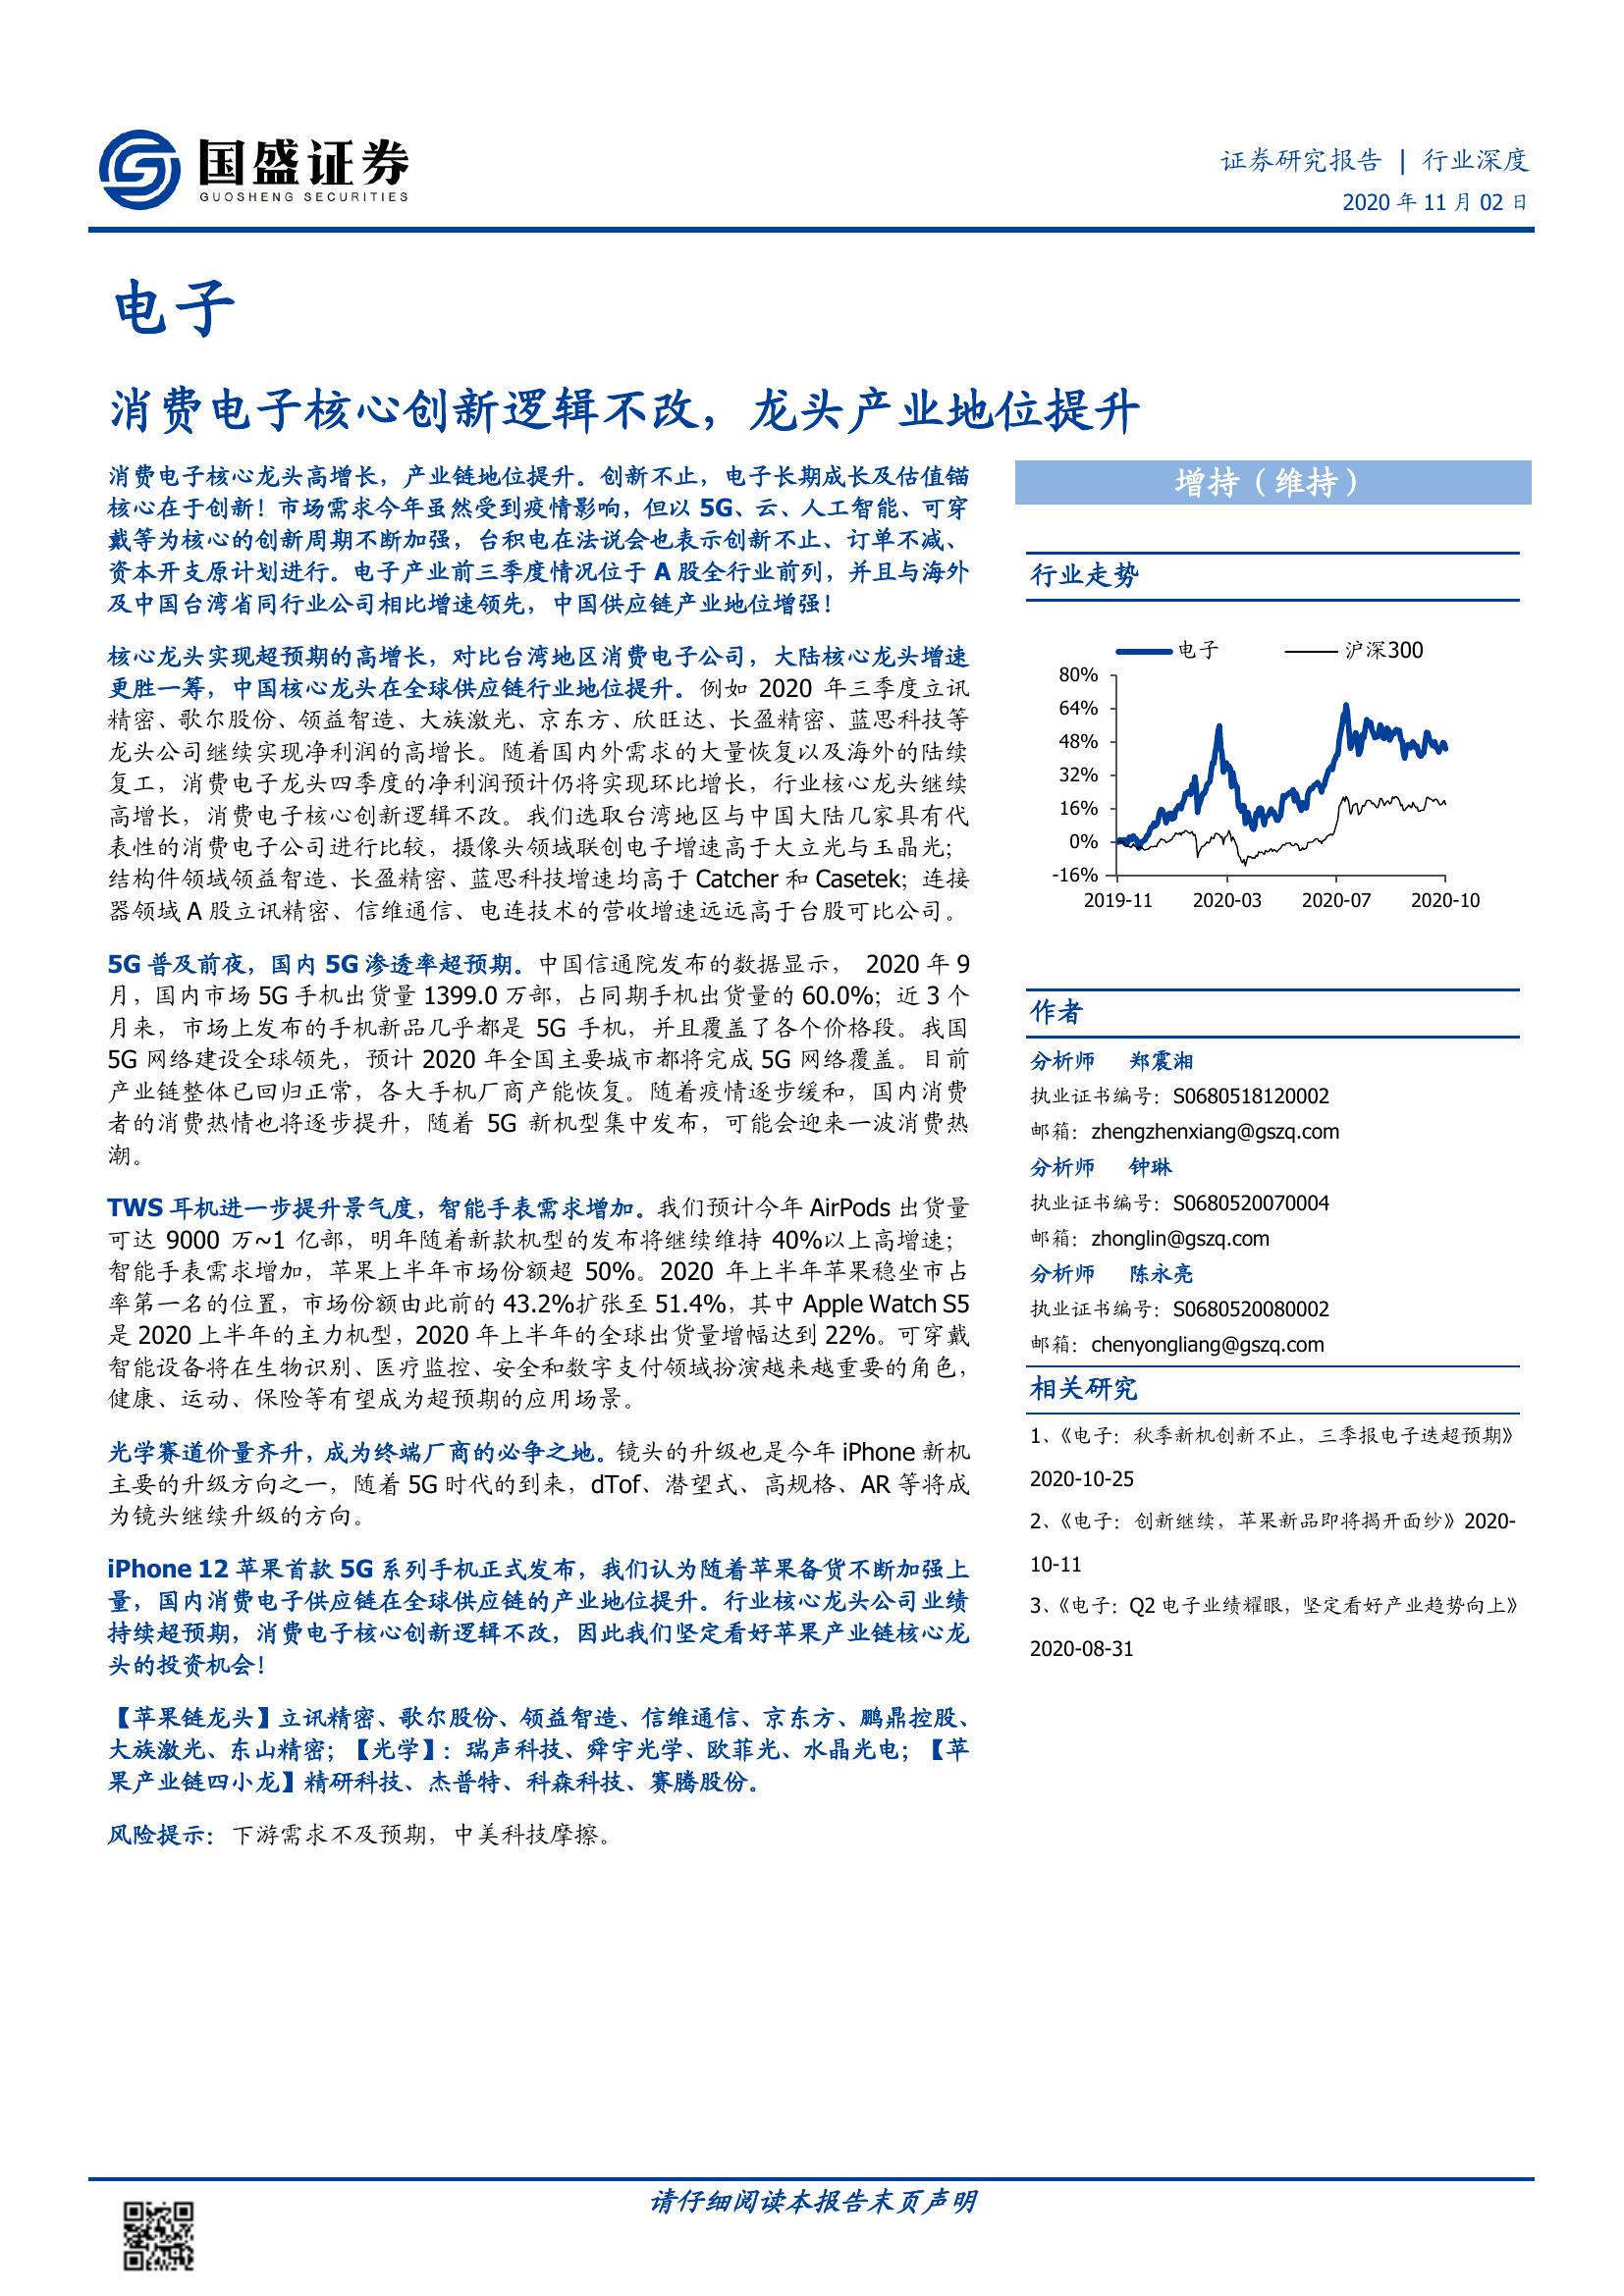 国盛证券
GUOSHENG SECURITIES
证券研究报告 | 行业深度
2020 年 11 月 02 日
电子
消费电子核心创新逻辑不改，龙头产业地位提升
消费电子核心龙头高增长，产业链地位提升。创新不止，电子长期成长及估值锚
核心在于创新！市场需求今年虽然受到疫情影响，但以 5G、云、人工智能、可穿
戴等为核心的创新周期不断加强，台积电在法说会也表示创新不止、订单不减、
资本开支原计划进行。电子产业前三季度情况位于 A 股全行业前列，并且与海外
及中国台湾省同行业公司相比增速领先，中国供应链产业地位增强！
核心龙头实现超预期的高增长，对比台湾地区消费电子公司，大陆核心龙头增速
更胜一筹，中国核心龙头在全球供应链行业地位提升。例如 2020 年三季度立讯
精密、歌尔股份、领益智造、大族激光、京东方、欣旺达、长盈精密、蓝思科技等
龙头公司继续实现净利润的高增长。随着国内外需求的大量恢复以及海外的陆续
复工，消费电子龙头四季度的净利润预计仍将实现环比增长，行业核心龙头继续
高增长，消费电子核心创新逻辑不改。我们选取台湾地区与中国大陆几家具有代
表性的消费电子公司进行比较，摄像头领域联创电子增速高于大立光与玉晶光；
结构件领域领益智造、长盈精密、蓝思科技增速均高于 Catcher 和 Casetek；连接
器领域 A 股立讯精密、信维通信、电连技术的营收增速远远高于台股可比公司。
5G 普及前夜，国内 5G 渗透率超预期。中国信通院发布的数据显示， 2020 年 9
月，国内市场 5G 手机出货量 1399.0 万部，占同期手机出货量的 60.0%；近 3 个
月来，市场上发布的手机新品几乎都是 5G 手机，并且覆盖了各个价格段。我国
5G 网络建设全球领先，预计 2020 年全国主要城市都将完成 5G 网络覆盖。目前
产业链整体已回归正常，各大手机厂商产能恢复。随着疫情逐步缓和，国内消费
者的消费热情也将逐步提升，随着 5G 新机型集中发布，可能会迎来一波消费热
潮。
TWS 耳机进一步提升景气度，智能手表需求增加。我们预计今年 AirPods 出货量
可达 9000 万~1 亿部，明年随着新款机型的发布将继续维持 40%以上高增速；
智能手表需求增加，苹果上半年市场份额超 50%。2020 年上半年苹果稳坐市占
率第一名的位置，市场份额由此前的 43.2%扩张至 51.4%，其中 Apple Watch S5
是 2020 上半年的主力机型，2020 年上半年的全球出货量增幅达到 22%。可穿戴
智能设备将在生物识别、医疗监控、安全和数字支付领域扮演越来越重要的角色，
健康、运动、保险等有望成为超预期的应用场景。
光学赛道价量齐升，成为终端厂商的必争之地。镜头的升级也是今年 iPhone 新机
主要的升级方向之一，随着 5G 时代的到来，dTof、潜望式、高规格、AR 等将成
为镜头继续升级的方向。
iPhone 12 苹果首款 5G 系列手机正式发布，我们认为随着苹果备货不断加强上
量，国内消费电子供应链在全球供应链的产业地位提升。行业核心龙头公司业绩
持续超预期，消费电子核心创新逻辑不改，因此我们坚定看好苹果产业链核心龙
头的投资机会！
【苹果链龙头】立讯精密、歌尔股份、领益智造、信维通信、京东方、鹏鼎控股、
大族激光、东山精密；【光学】：瑞声科技、舜宇光学、欧菲光、水晶光电；【苹
果产业链四小龙】精研科技、杰普特、科森科技、赛腾股份。
风险提示：下游需求不及预期，中美科技摩擦。
增持（维持）
行业走势
电子 沪深300
80%
64%
48%
32%
16%
0%
-16%
2019-11 2020-03 2020-07 2020-10
作者
分析师 郑震湘
执业证书编号：S0680518120002
邮箱：zhengzhenxiang@gszq.com
分析师 钟琳
执业证书编号：S0680520070004
邮箱：zhonglin@gszq.com
分析师 陈永亮
执业证书编号：S0680520080002
邮箱：chenyongliang@gszq.com
相关研究
1、《电子：秋季新机创新不止，三季报电子迭超预期》
2020-10-25
2、《电子：创新继续，苹果新品即将揭开面纱》2020-
10-11
3、《电子：Q2 电子业绩耀眼，坚定看好产业趋势向上》
2020-08-31
请仔细阅读本报告末页声明